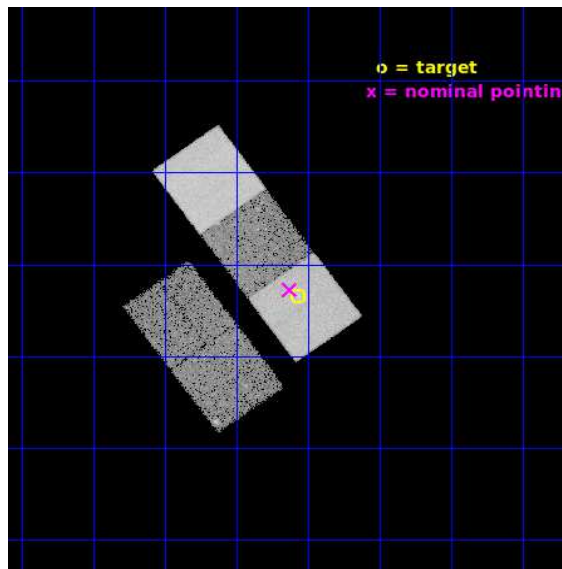 o = target
x = nominal pointin